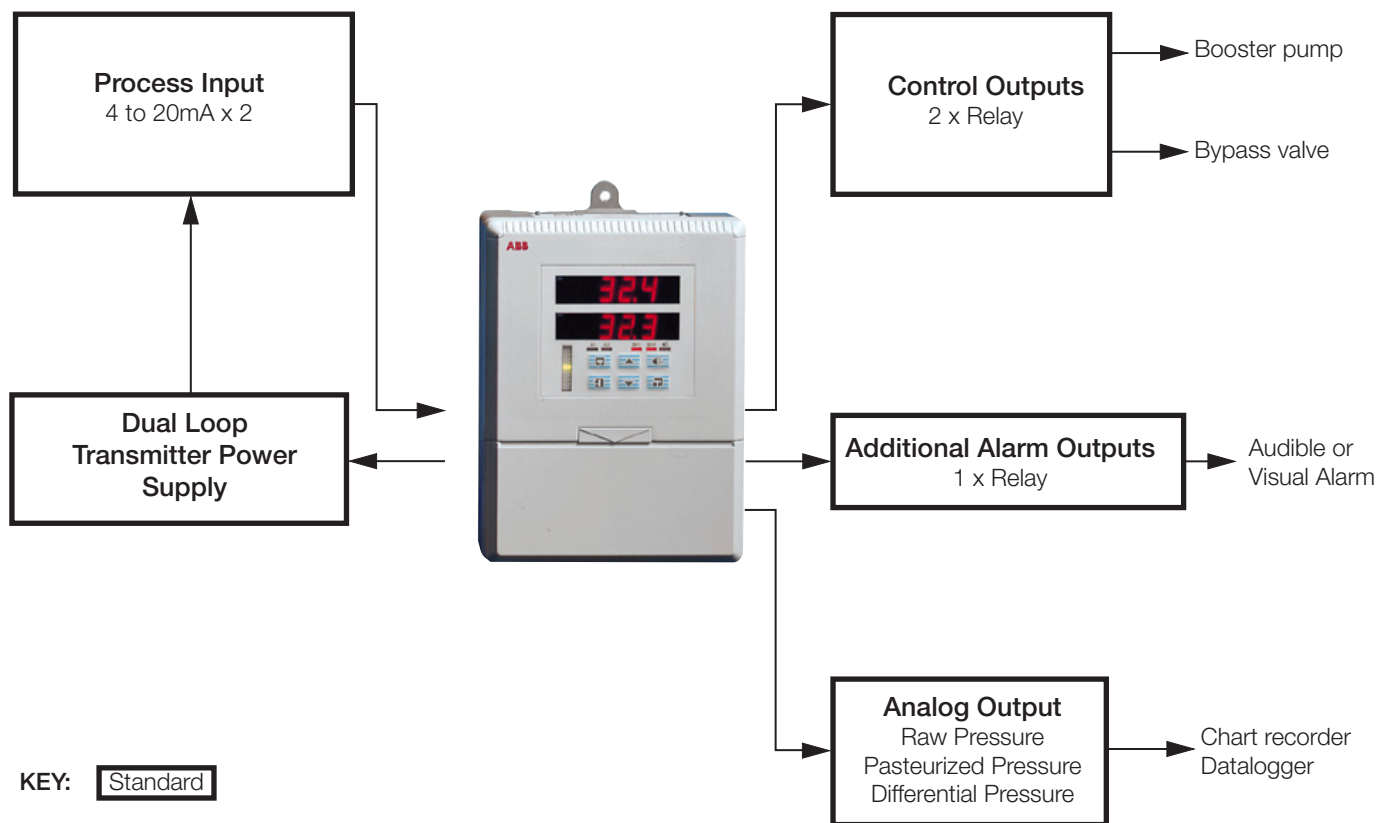 Process Input
4 to 20mA x 2
Control Outputs
2 x Relay
Booster pump
Bypass valve
ABB
32.4
32.3
Dual Loop
Transmitter Power
Supply
Additional Alarm Outputs
1 x Relay
Audible or
Visual Alarm
Analog Output
Raw Pressure
Pasteurized Pressure
Differential Pressure
Chart recorder
Datalogger
KEY: Standard